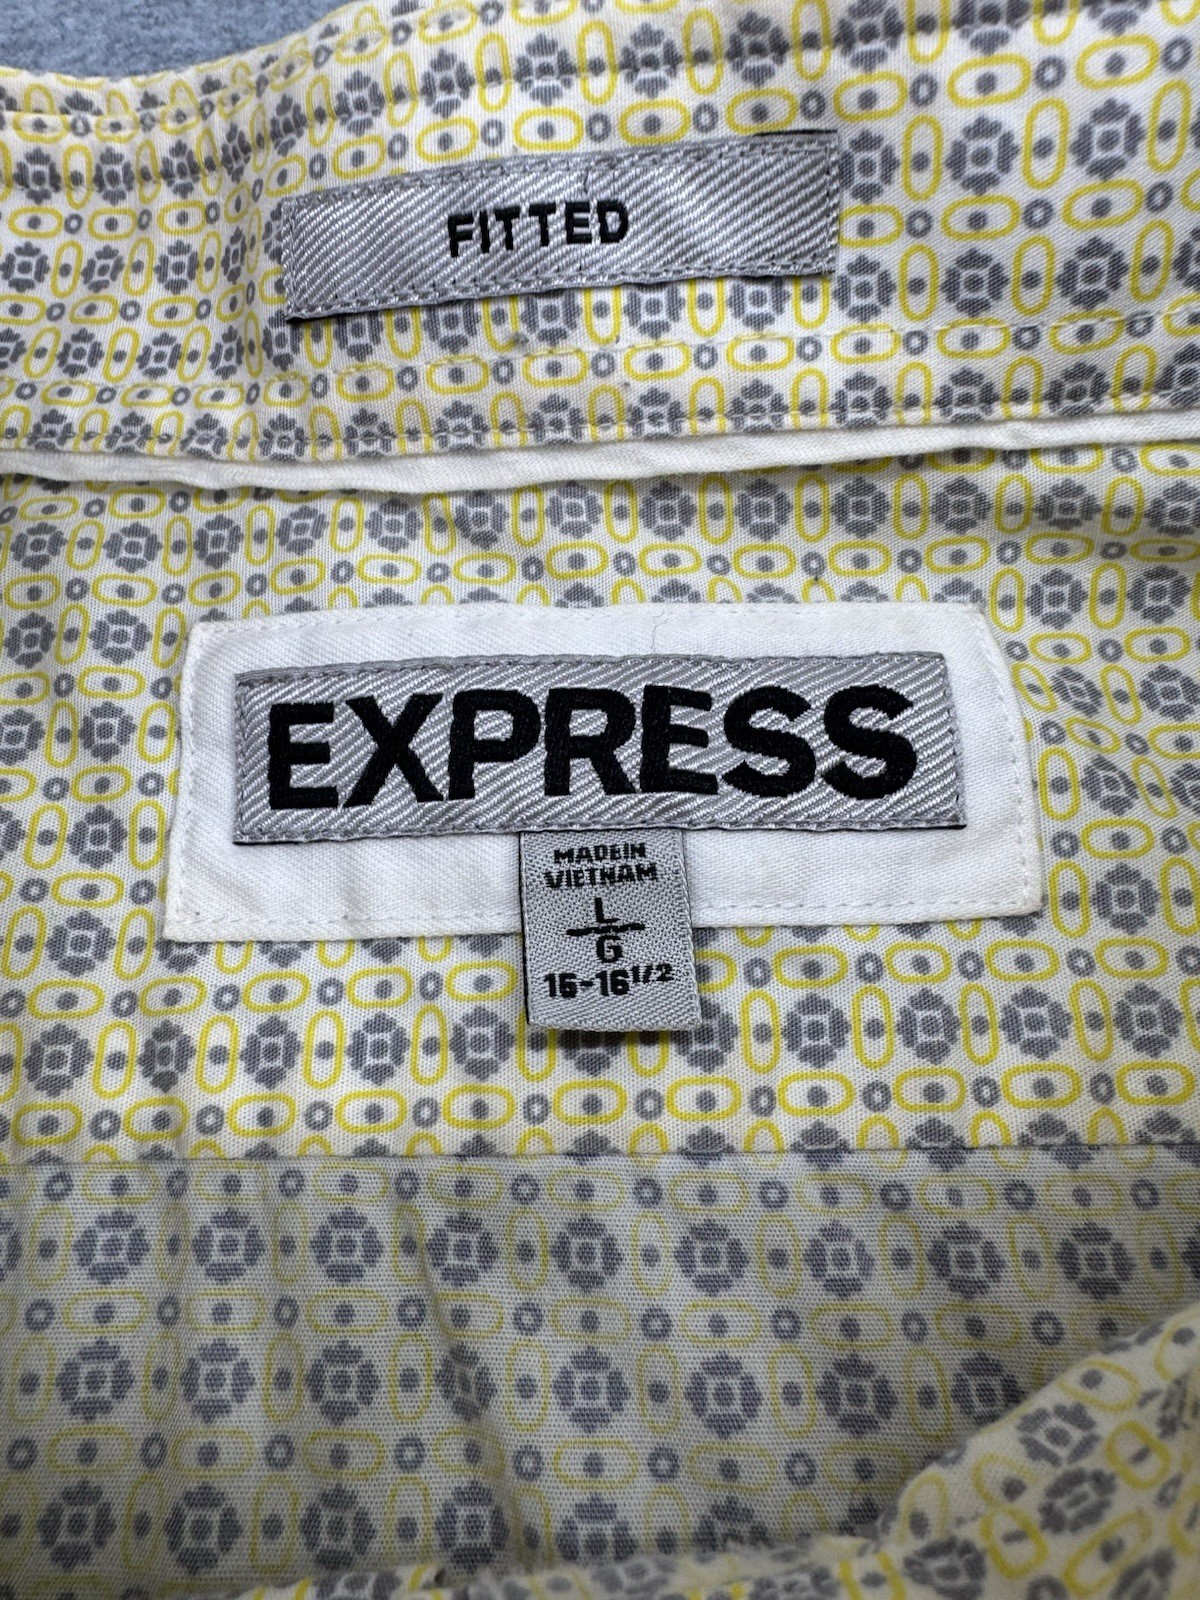 FITTED
EXPRESS
MADE IN
VIETNAM
L
G
16-16 1/2